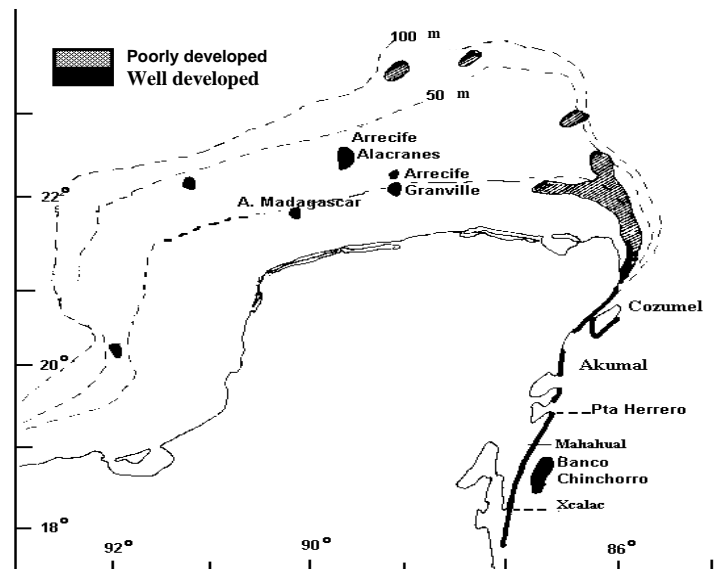 100 m
Poorly developed
Well developed
50 m
Arrecife
Alacranes
Arrecife
Granville
22°
A. Madagascar
Cozumel
20°
Akumal
Pta Herrero
Mahahual
Banco
Chinchorro
Xcalac
18°
92° 90° 86°